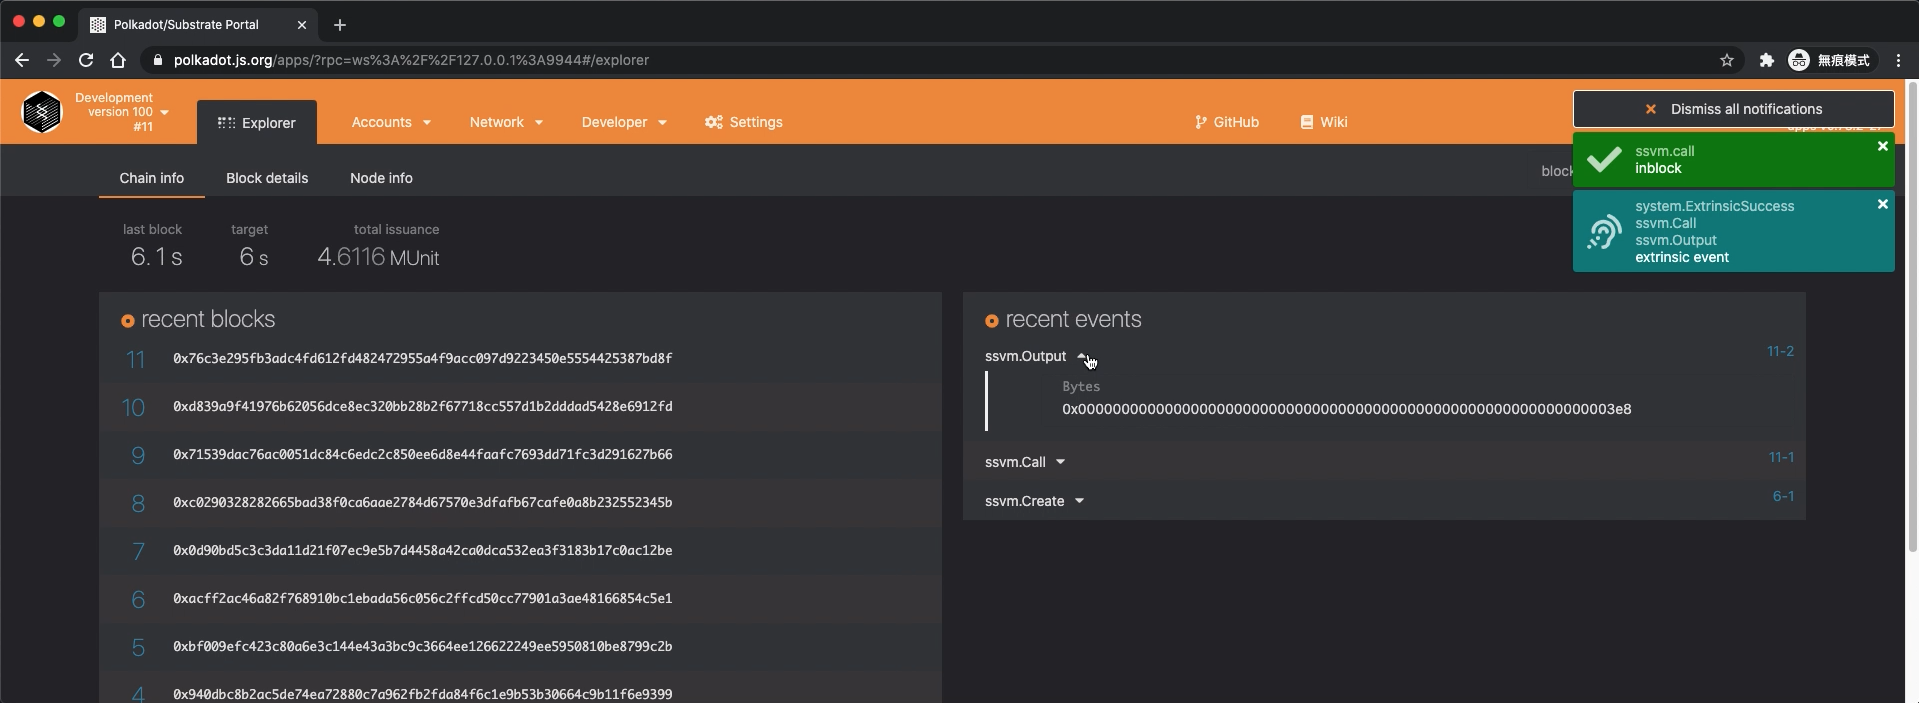 Polkadot/Substrate Portal
polkadot.js.org/apps/?rpc=ws%3A%2F%2F127.0.0.1%3A9944#/explorer
無痕模式
Development
version 100
#11
Explorer
Accounts
Network
Developer
Settings
GitHub
Wiki
Dismiss all notifications
ssvm.call
inblock
system.ExtrinsicSuccess
ssvm.Call
ssvm.Output
extrinsic event
Chain info
Block details
Node info
block
last block
6.1 s
target
6 s
total issuance
4.6116 MUnit
recent blocks
11 0x76c3e295fb3adc4fd612fd482472955a4f9acc097d9223450e5554425387bd8f
10 0xd839a9f41976b62056dce8ec320bb28b2f67718cc557d1b2dddad5428e6912fd
9 0x71539dac76ac0051dc84c6edc2c850ee6d8e44faafc7693dd71fc3d291627b66
8 0xc0290328282665bad38f0ca6aae2784d67570e3dfafb67cafe0a8b232552345b
7 0x0d90bd5c3c3da11d21f07ec9e5b7d4458a42ca0dca532ea3f3183b17c0ac12be
6 0xacff2ac46a82f768910bc1ebada56c056c2ffcd50cc77901a3ae48166854c5e1
5 0xbf009efc423c80a6e3c144e43a3bc9c3664ee126622249ee5950810be8799c2b
4 0x940dbc8b2ac5de74ea72880c7a962fb2fda84f6c1e9b53b30664c9b11f6e9399
recent events
ssvm.Output
11-2
Bytes
0x00000000000000000000000000000000000000000000000000000000000003e8
ssvm.Call
11-1
ssvm.Create
6-1